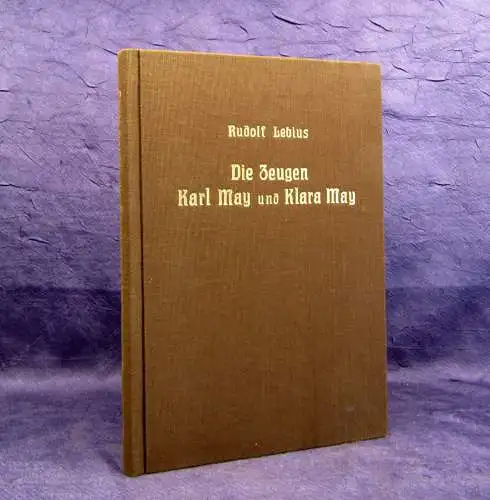 Rudolf Lebius
Die Zeugen
Karl May und Klara May